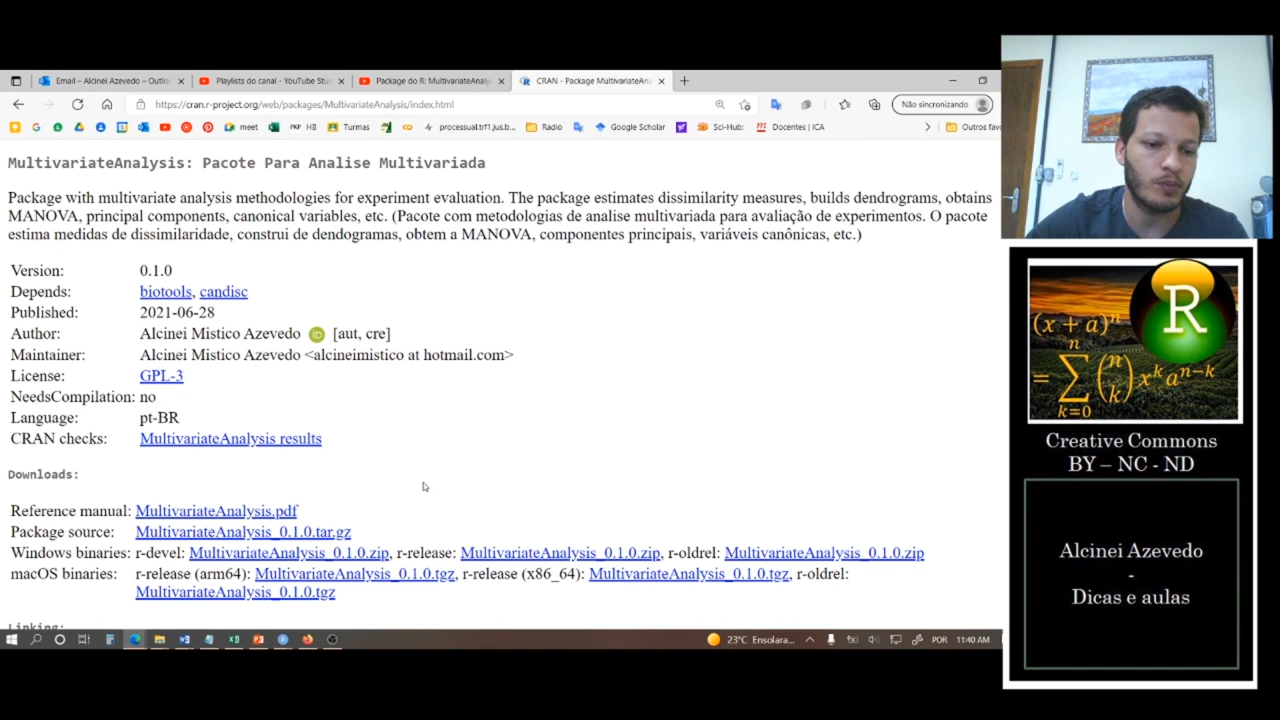 Email – Alcinei Azevedo – Outlo
Playlists do canal - YouTube Stu
Package do R: MultivariateAnaly
CRAN - Package MultivariateAna
https://cran.r-project.org/web/packages/MultivariateAnalysis/index.html
Não sincronizando
meet
PKF HB
Turmas
processual.trf1.jus.b...
Radio
Google Scholar
Sci-Hub:
Docentes | ICA
Outros favo
MultivariateAnalysis: Pacote Para Analise Multivariada
Package with multivariate analysis methodologies for experiment evaluation. The package estimates dissimilarity measures, builds dendrograms, obtains
MANOVA, principal components, canonical variables, etc. (Pacote com metodologias de analise multivariada para avaliação de experimentos. O pacote
estima medidas de dissimilaridade, construi de dendogramas, obtem a MANOVA, componentes principais, variáveis canônicas, etc.)
Version: 0.1.0
Depends: biotools, candisc
Published: 2021-06-28
Author: Alcinei Mistico Azevedo iD [aut, cre]
Maintainer: Alcinei Mistico Azevedo <alcineimistico at hotmail.com>
License: GPL-3
NeedsCompilation: no
Language: pt-BR
CRAN checks: MultivariateAnalysis results
Downloads:
Reference manual: MultivariateAnalysis.pdf
Package source: MultivariateAnalysis_0.1.0.tar.gz
Windows binaries: r-devel: MultivariateAnalysis_0.1.0.zip, r-release: MultivariateAnalysis_0.1.0.zip, r-oldrel: MultivariateAnalysis_0.1.0.zip
macOS binaries: r-release (arm64): MultivariateAnalysis_0.1.0.tgz, r-release (x86_64): MultivariateAnalysis_0.1.0.tgz, r-oldrel:
MultivariateAnalysis_0.1.0.tgz
Linking:
23°C Ensolara...
POR
11:40 AM
R
(x + a)^n
= ∑ k=0 n (n k) x^k a^n−k
Creative Commons
BY – NC - ND
Alcinei Azevedo
-
Dicas e aulas